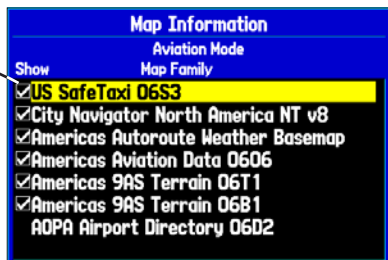 Map Information
Aviation Mode
Show Map Family
US SafeTaxi 06S3
City Navigator North America NT v8
Americas Autoroute Weather Basemap
Americas Aviation Data 0606
Americas 9AS Terrain 06T1
Americas 9AS Terrain 06B1
AOPA Airport Directory 06D2